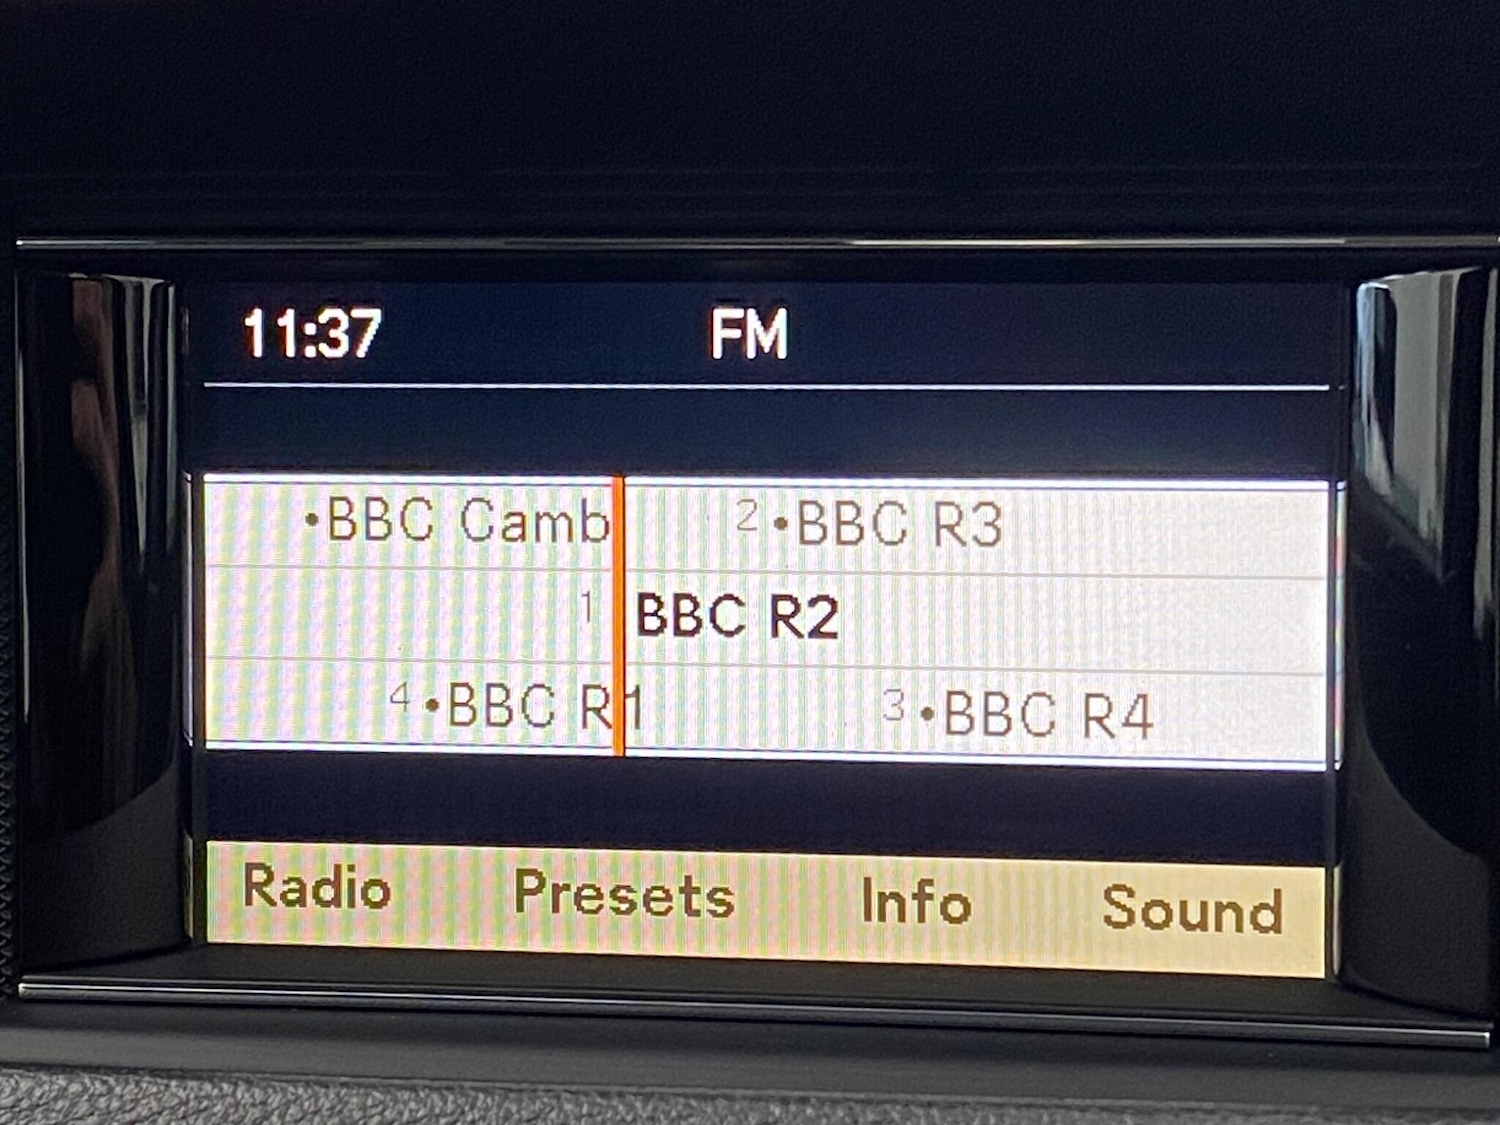 11:37 FM
•BBC Camb 2 •BBC R3
1 BBC R2
4 •BBC R1 3 •BBC R4
Radio Presets Info Sound